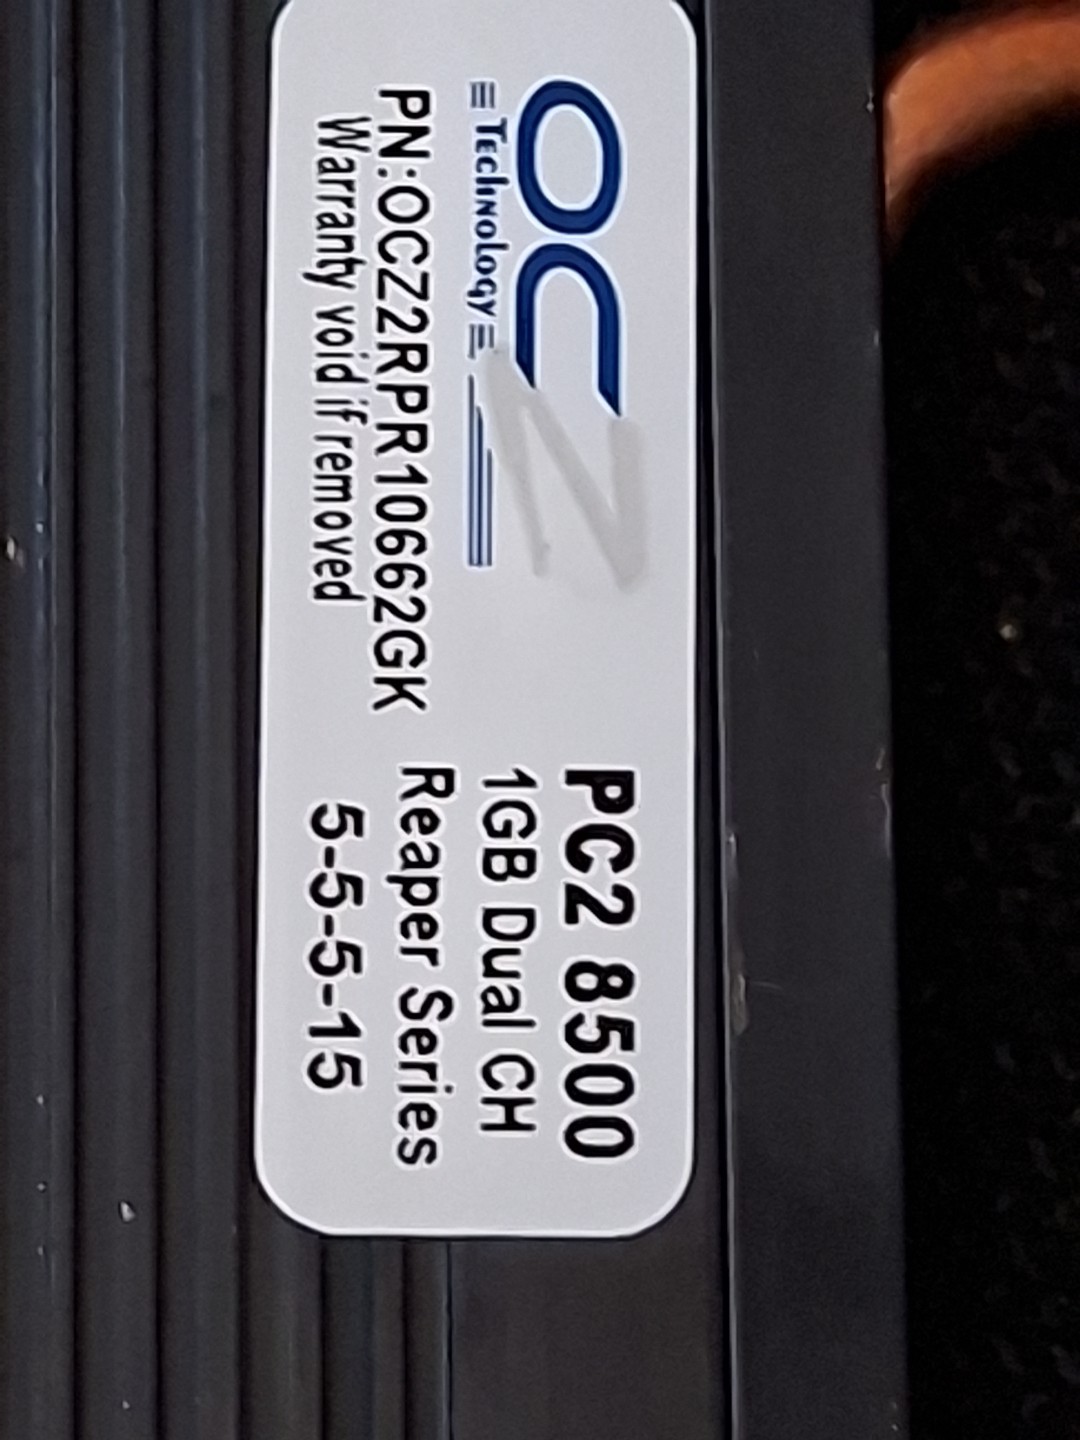 OCZ
Technology
PN:OCZ2RPR10662GK
Warranty void if removed
PC2 8500
1GB Dual CH
Reaper Series
5-5-5-15